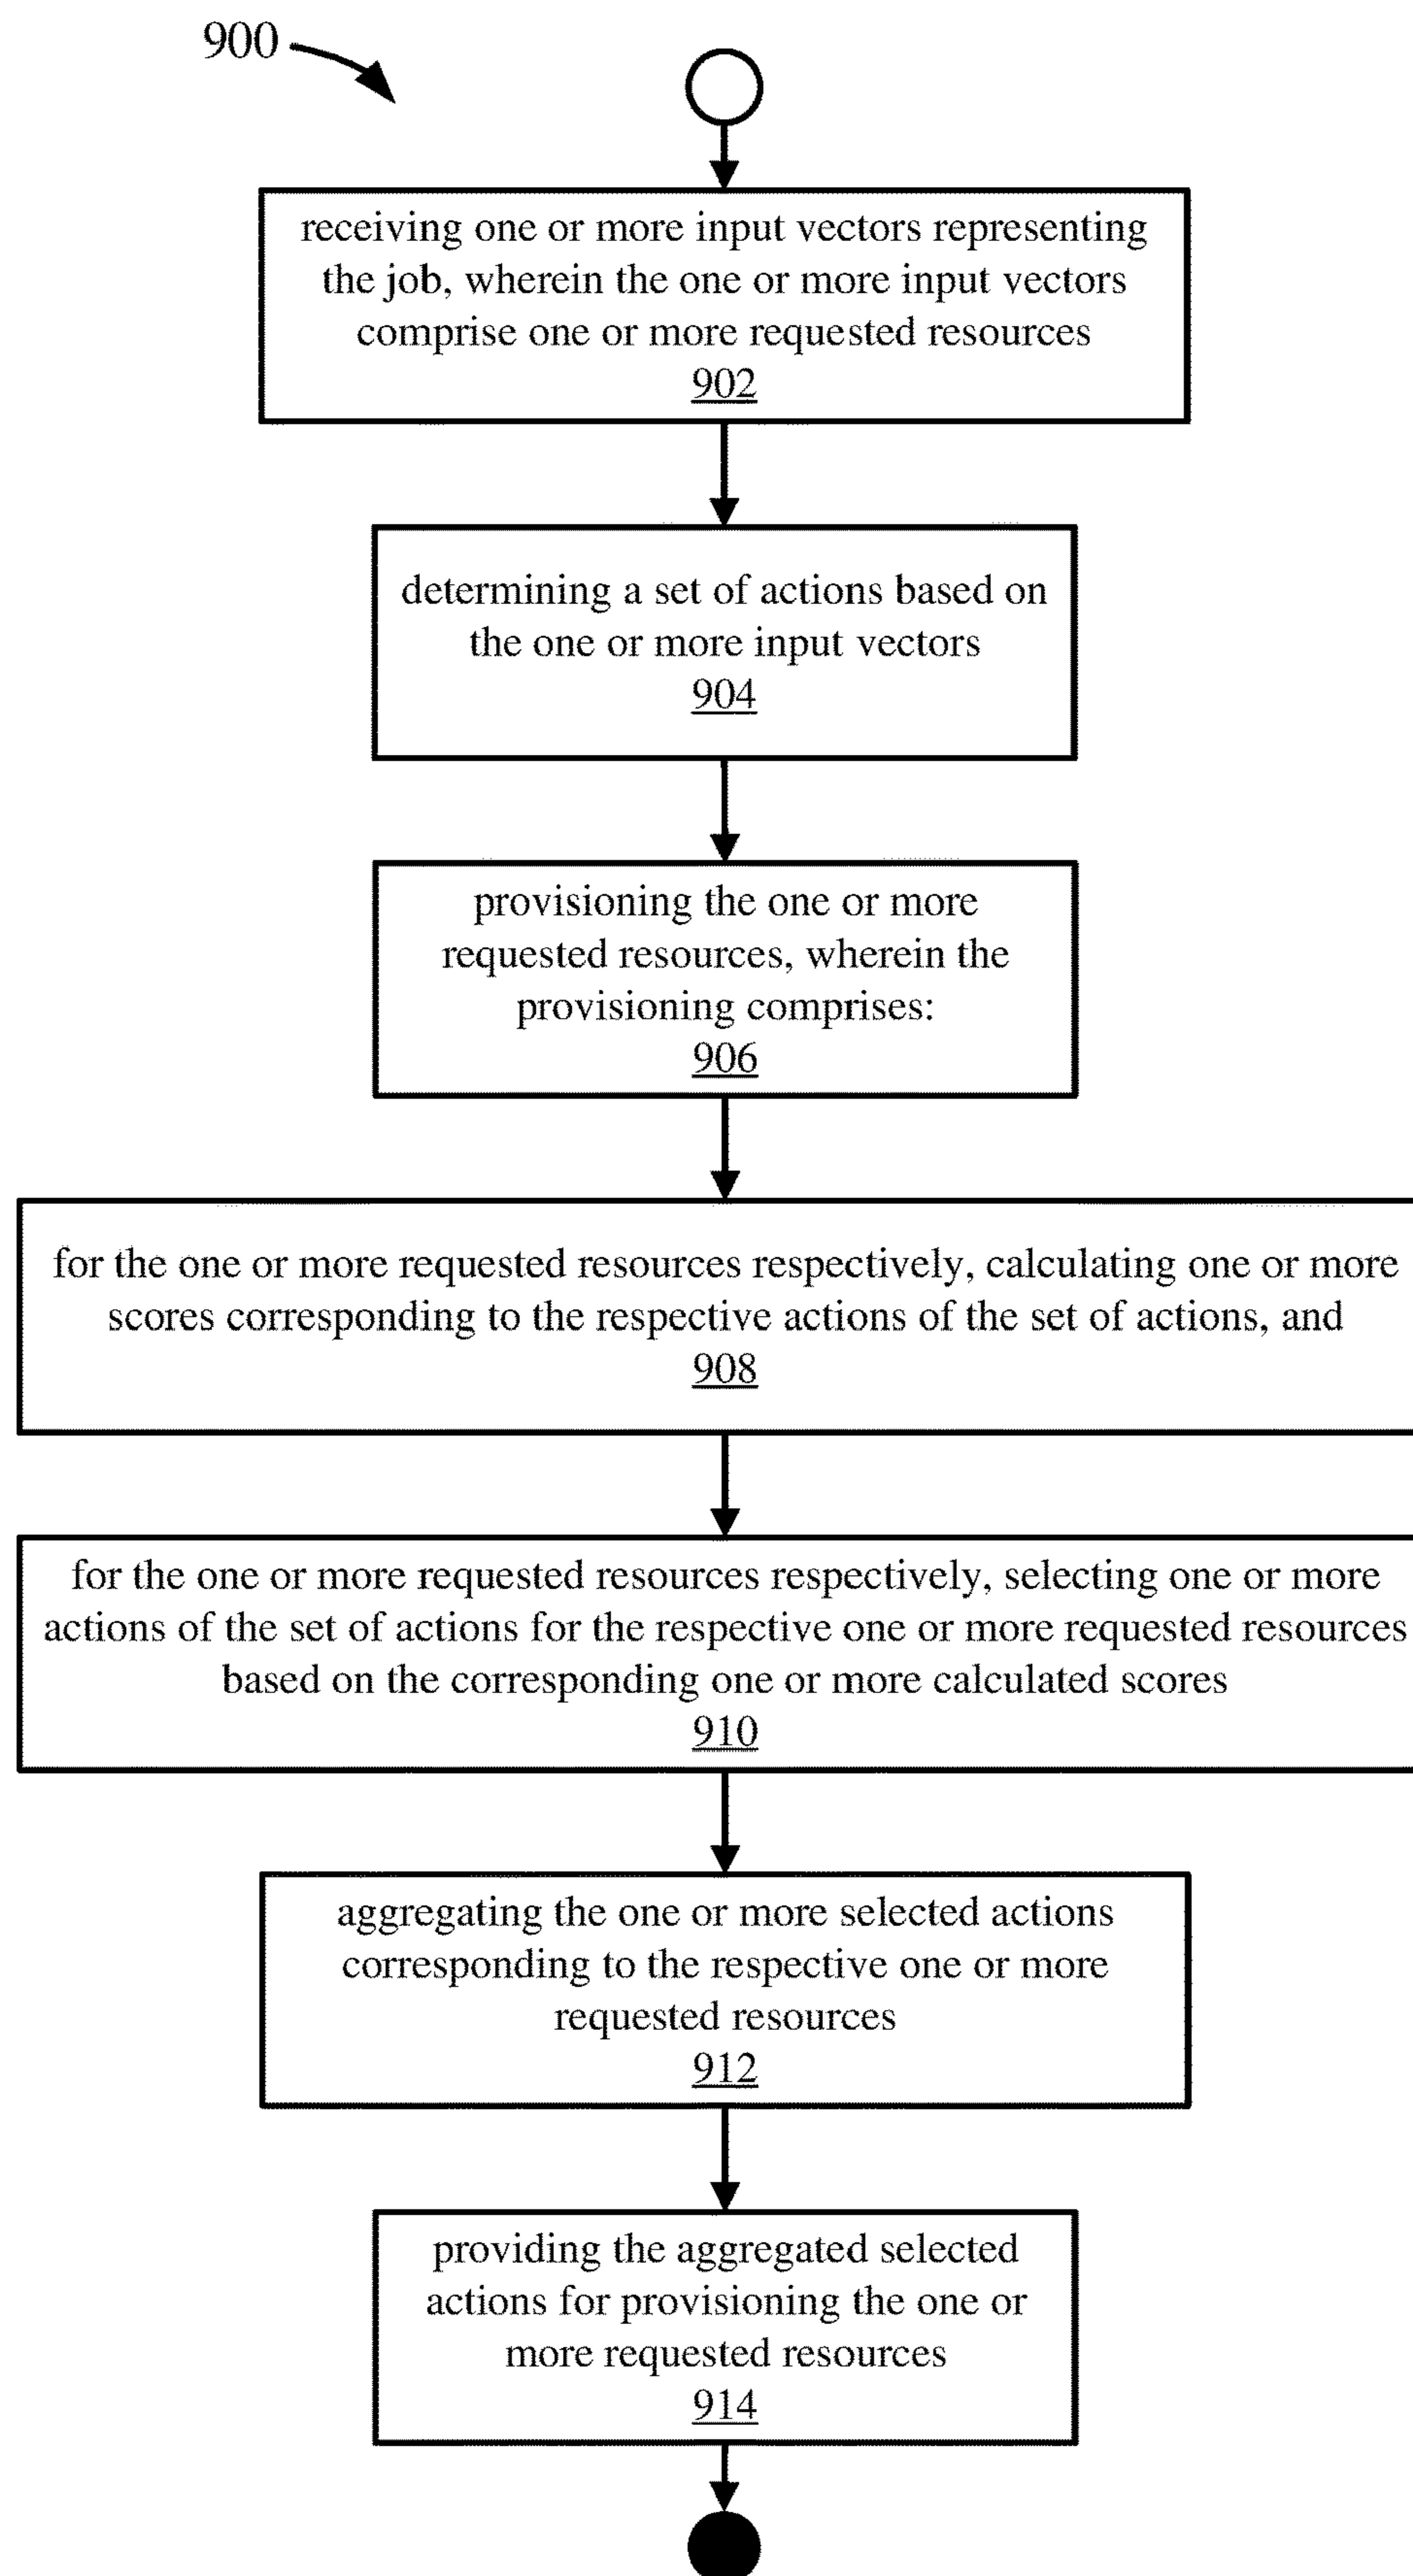 900
receiving one or more input vectors representing
the job, wherein the one or more input vectors
comprise one or more requested resources
902
determining a set of actions based on
the one or more input vectors
904
provisioning the one or more
requested resources, wherein the
provisioning comprises:
906
for the one or more requested resources respectively, calculating one or more
scores corresponding to the respective actions of the set of actions, and
908
for the one or more requested resources respectively, selecting one or more
actions of the set of actions for the respective one or more requested resources
based on the corresponding one or more calculated scores
910
aggregating the one or more selected actions
corresponding to the respective one or more
requested resources
912
providing the aggregated selected
actions for provisioning the one or
more requested resources
914